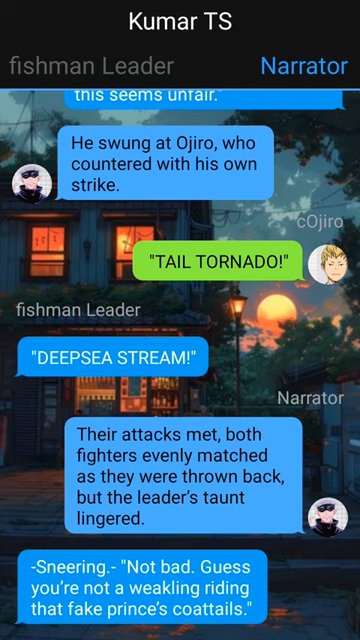 Kumar TS
fishman Leader
Narrator
this seems unfair."
He swung at Ojiro, who
countered with his own
strike.
cOjiro
"TAIL TORNADO!"
fishman Leader
"DEEPSEA STREAM!"
Narrator
Their attacks met, both
fighters evenly matched
as they were thrown back,
but the leader's taunt
lingered.
-Sneering.- "Not bad. Guess
you're not a weakling riding
that fake prince's coattails."